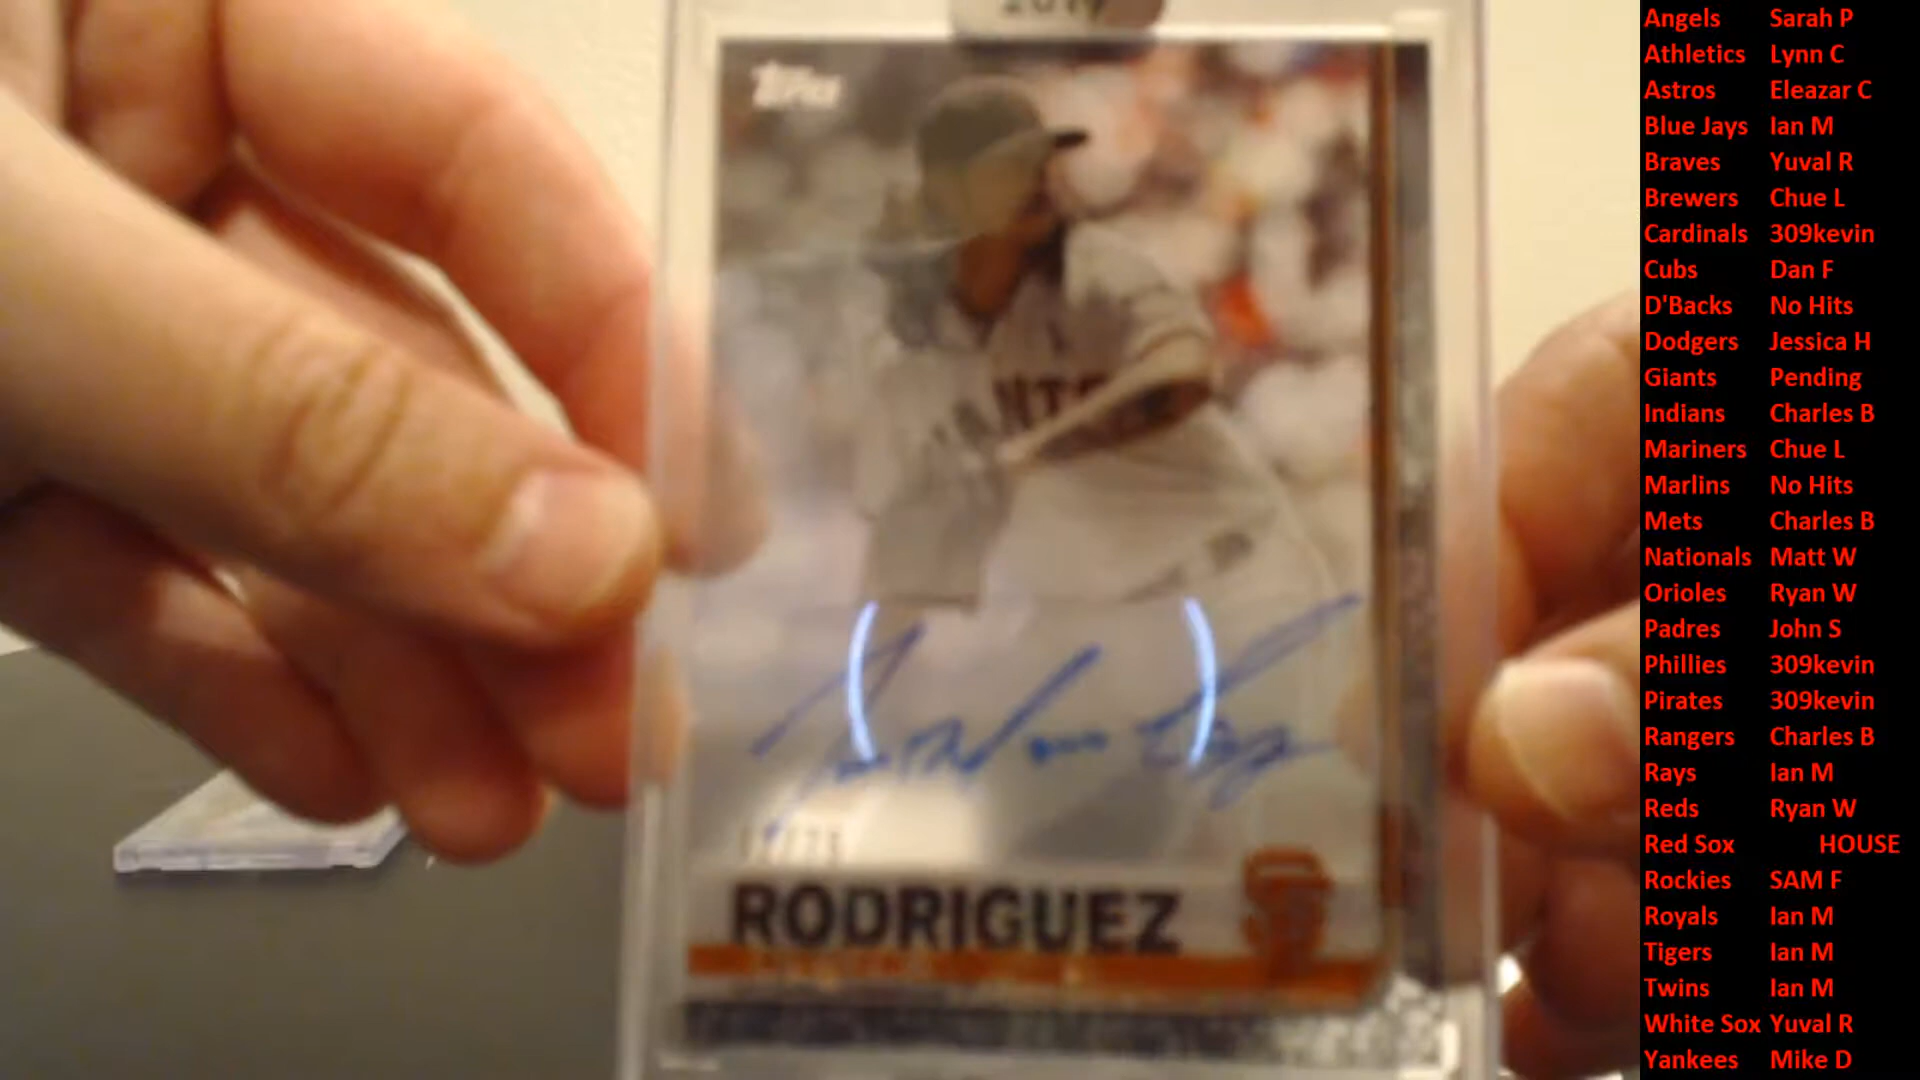 2019
Topps
GIANTS
RODRIGUEZ
Angels Sarah P
Athletics Lynn C
Astros Eleazar C
Blue Jays Ian M
Braves Yuval R
Brewers Chue L
Cardinals 309kevin
Cubs Dan F
D'Backs No Hits
Dodgers Jessica H
Giants Pending
Indians Charles B
Mariners Chue L
Marlins No Hits
Mets Charles B
Nationals Matt W
Orioles Ryan W
Padres John S
Phillies 309kevin
Pirates 309kevin
Rangers Charles B
Rays Ian M
Reds Ryan W
Red Sox HOUSE
Rockies SAM F
Royals Ian M
Tigers Ian M
Twins Ian M
White Sox Yuval R
Yankees Mike D